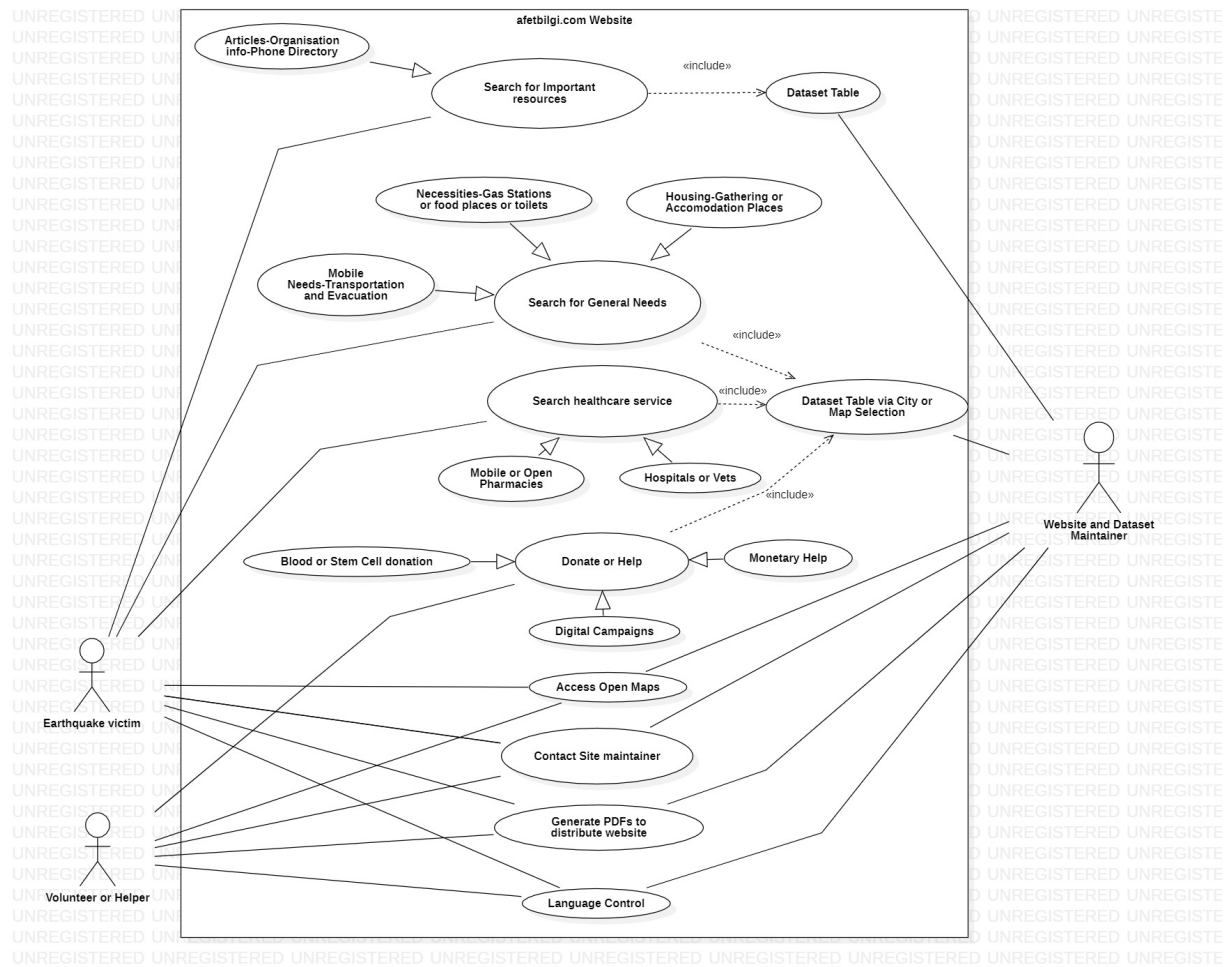 afetbilgi.com Website
Articles-Organisation
info-Phone Directory
Search for Important
resources
«include»
Dataset Table
Necessities-Gas Stations
or food places or toilets
Housing-Gathering or
Accomodation Places
Mobile
Needs-Transportation
and Evacuation
Search for General Needs
«include»
Search healthcare service
«include»
Dataset Table via City or
Map Selection
Mobile or Open
Pharmacies
Hospitals or Vets
«include»
Website and Dataset
Maintainer
Blood or Stem Cell donation
Donate or Help
Monetary Help
Digital Campaigns
Access Open Maps
Earthquake victim
Contact Site maintainer
Generate PDFs to
distribute website
Volunteer or Helper
Language Control
UNREGISTERED